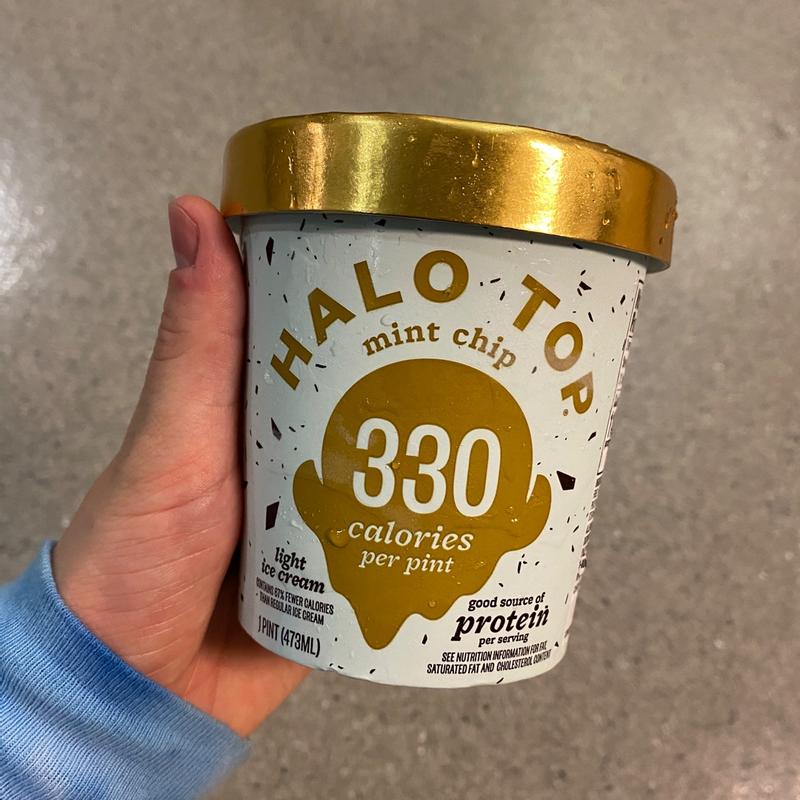 HALO TOP®
mint chip
330
calories
per pint
light
ice cream
CONTAINS 67% FEWER CALORIES
THAN REGULAR ICE CREAM
1 PINT (473ML)
good source of
protein
per serving
SEE NUTRITION INFORMATION FOR FAT,
SATURATED FAT AND CHOLESTEROL CONTENT